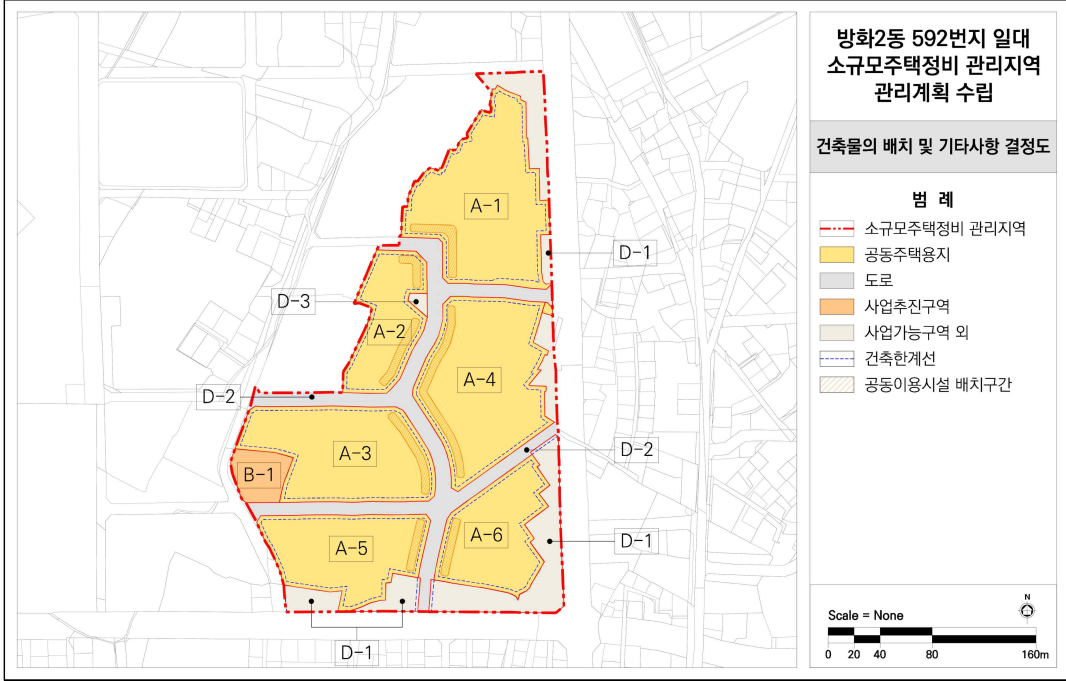 방화2동 592번지 일대
소규모주택정비 관리지역
관리계획 수립
건축물의 배치 및 기타사항 결정도
범 례
소규모주택정비 관리지역
공동주택용지
도로
사업추진구역
사업가능구역 외
건축한계선
공동이용시설 배치구간
A-1
D-1
D-3
A-2
A-4
D-2
A-3
D-2
B-1
A-6
D-1
A-5
D-1
N
Scale = None
0 20 40 80 160m